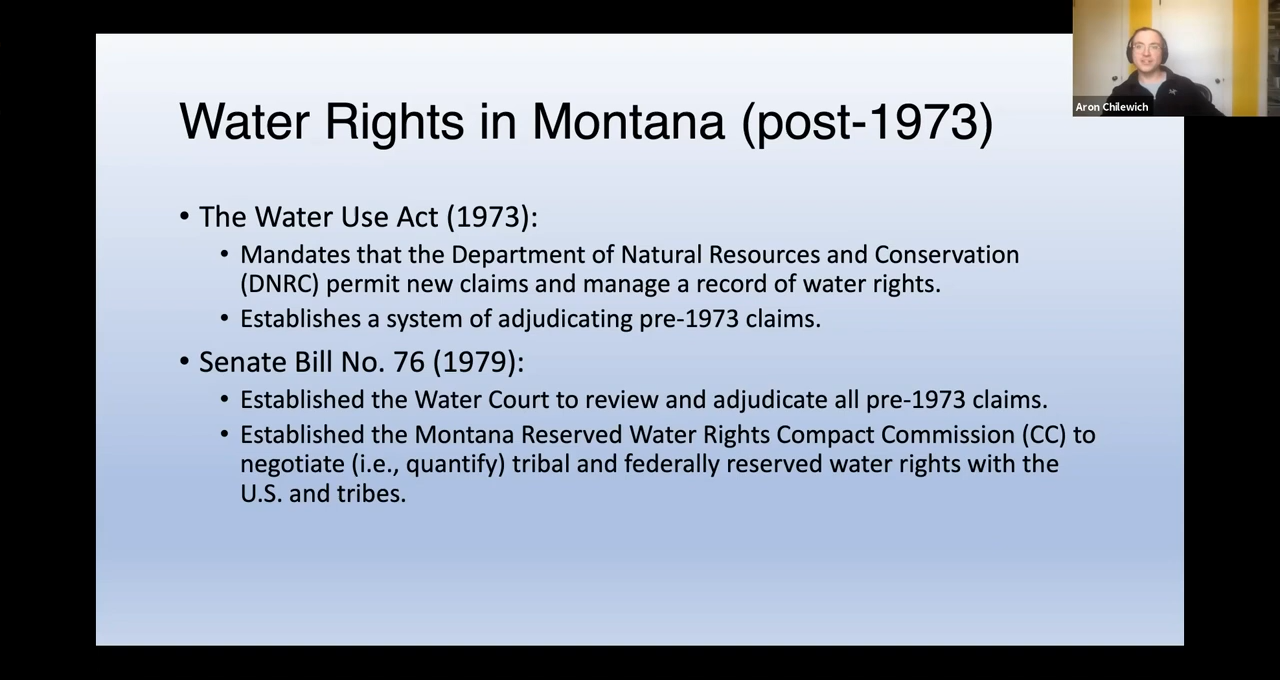 Water Rights in Montana (post-1973)
• The Water Use Act (1973):
• Mandates that the Department of Natural Resources and Conservation
(DNRC) permit new claims and manage a record of water rights.
• Establishes a system of adjudicating pre-1973 claims.
• Senate Bill No. 76 (1979):
• Established the Water Court to review and adjudicate all pre-1973 claims.
• Established the Montana Reserved Water Rights Compact Commission (CC) to
negotiate (i.e., quantify) tribal and federally reserved water rights with the
U.S. and tribes.
Aron Chilewich